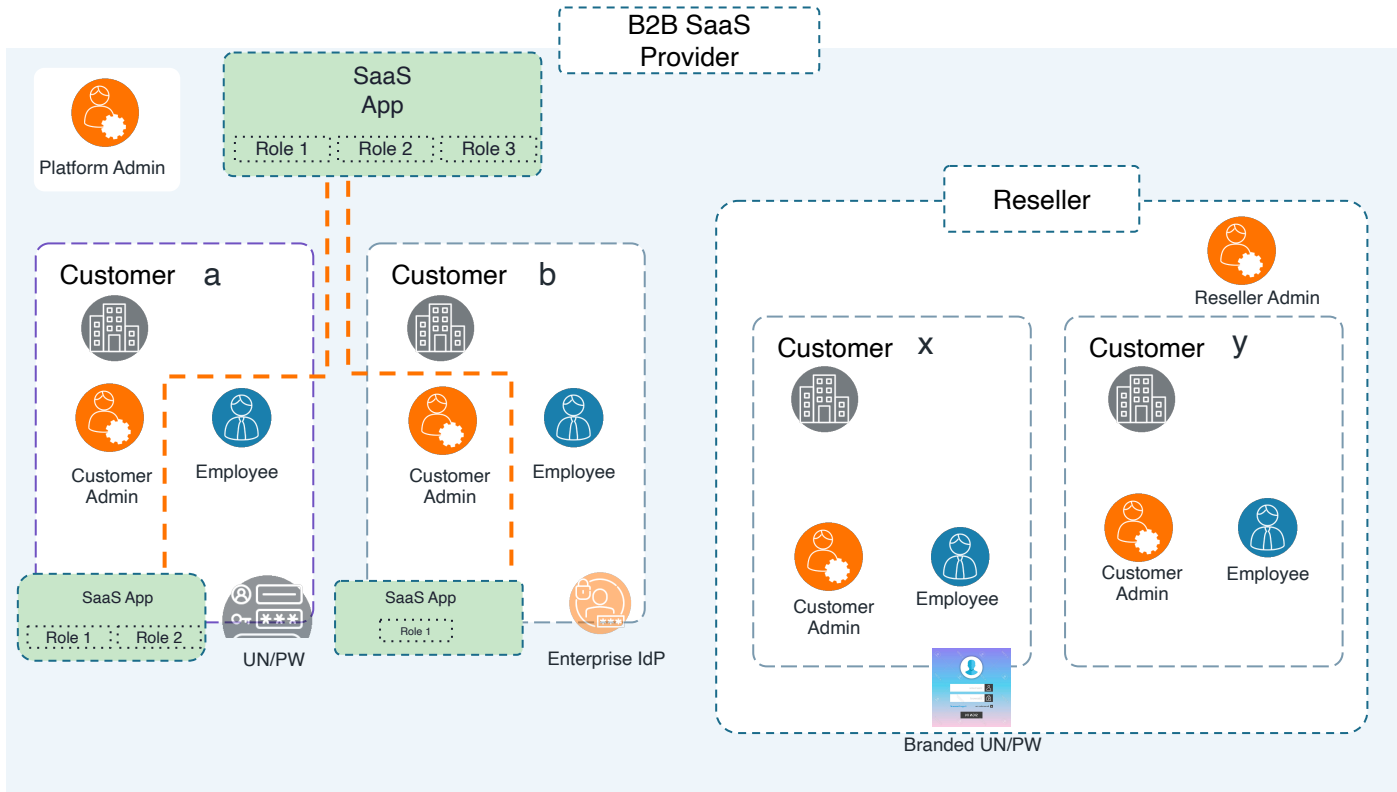 B2B SaaS
Provider
Platform Admin
SaaS
App
Role 1
Role 2
Role 3
Customer a
Customer
Admin
Employee
SaaS App
Role 1
Role 2
UN/PW
Customer b
Customer
Admin
Employee
SaaS App
Role 1
Enterprise IdP
Reseller
Reseller Admin
Customer x
Customer
Admin
Employee
Branded UN/PW
Customer y
Customer
Admin
Employee